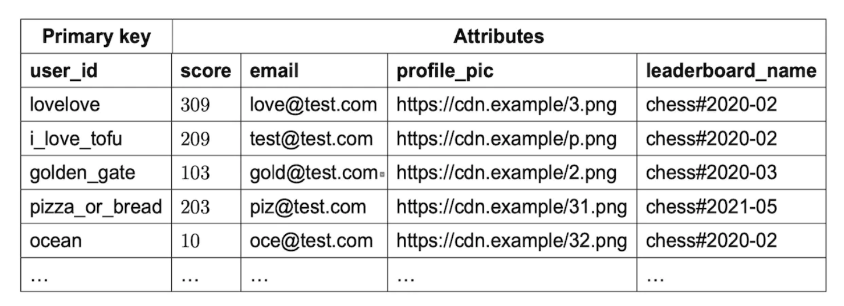 Primary key Attributes
user_id score email profile_pic leaderboard_name
lovelove 309 love@test.com https://cdn.example/3.png chess#2020-02
i_love_tofu 209 test@test.com https://cdn.example/p.png chess#2020-02
golden_gate 103 gold@test.com https://cdn.example/2.png chess#2020-03
pizza_or_bread 203 piz@test.com https://cdn.example/31.png chess#2021-05
ocean 10 oce@test.com https://cdn.example/32.png chess#2020-02
... ... ... ... ...